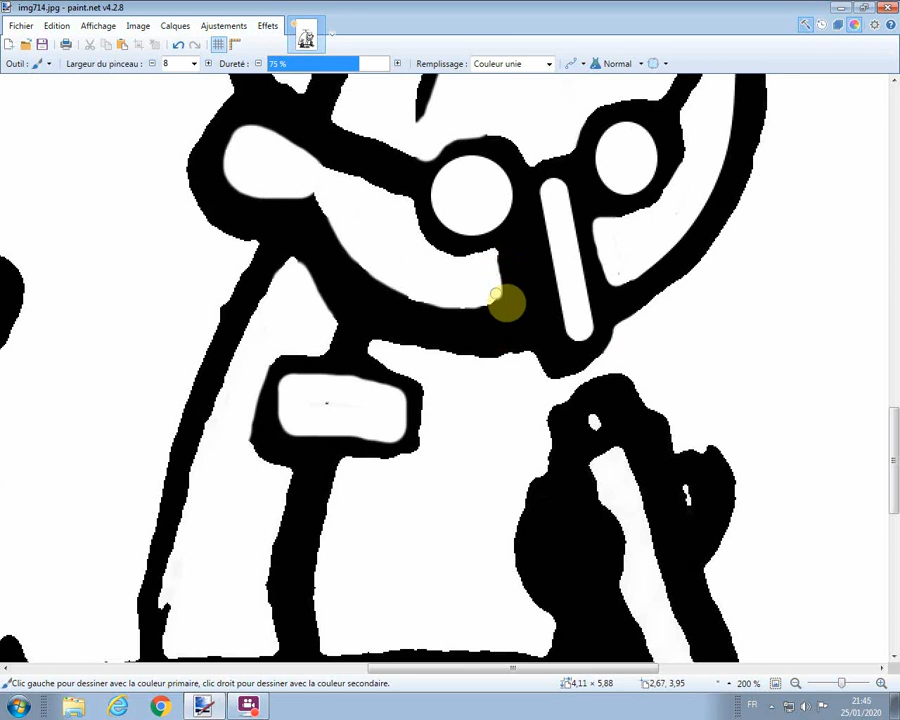 img714.jpg - paint.net v4.2.8
Fichier Edition Affichage Image Calques Ajustements Effets
Outil : Largeur du pinceau : 8 Dureté : 75 % Remplissage : Couleur unie Normal
Clic gauche pour dessiner avec la couleur primaire, clic droit pour dessiner avec la couleur secondaire. 4,11 × 5,88 2,67, 3,95 " 200 %
FR 21:45
25/01/2020